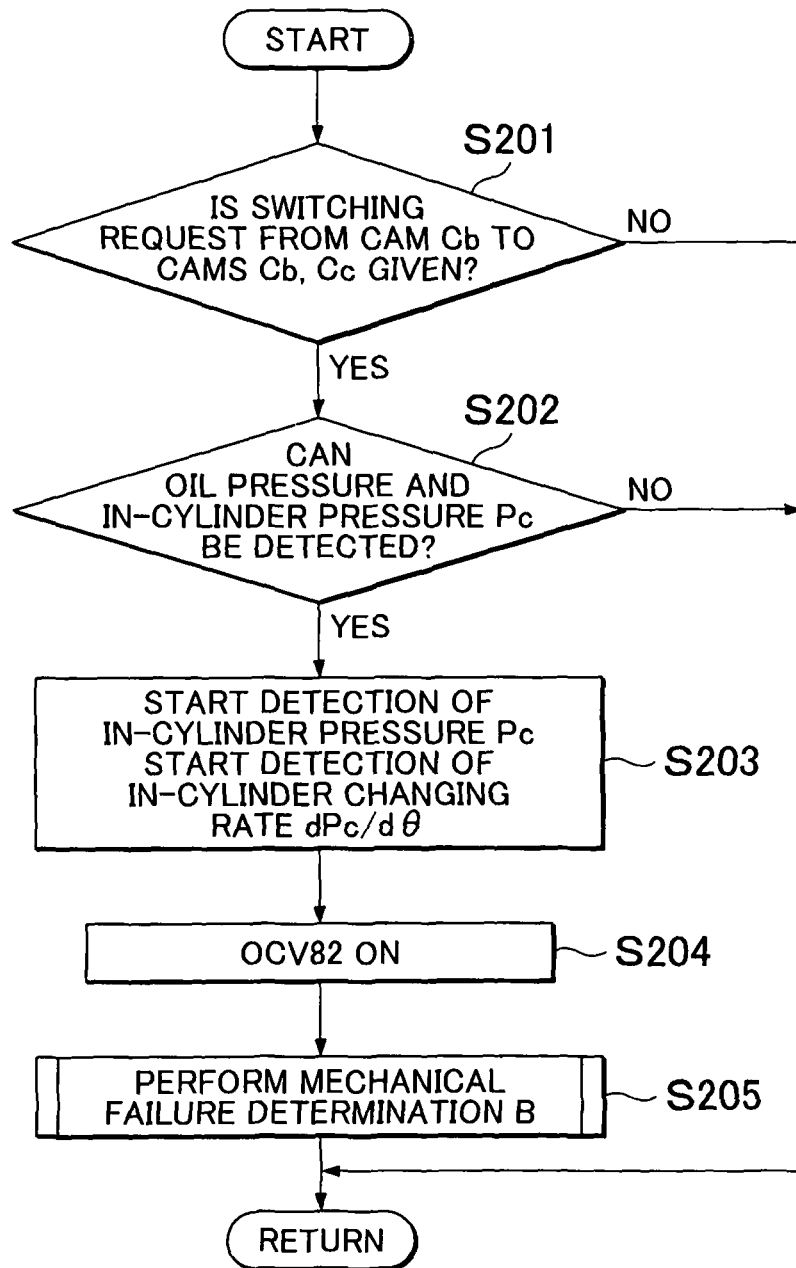 START
S201
IS SWITCHING
REQUEST FROM CAM Cb TO
CAMS Cb, Cc GIVEN?
NO
YES
S202
CAN
OIL PRESSURE AND
IN-CYLINDER PRESSURE Pc
BE DETECTED?
NO
YES
START DETECTION OF
IN-CYLINDER PRESSURE Pc
START DETECTION OF
IN-CYLINDER CHANGING
RATE dPc/dθ
S203
OCV82 ON
S204
PERFORM MECHANICAL
FAILURE DETERMINATION B
S205
RETURN